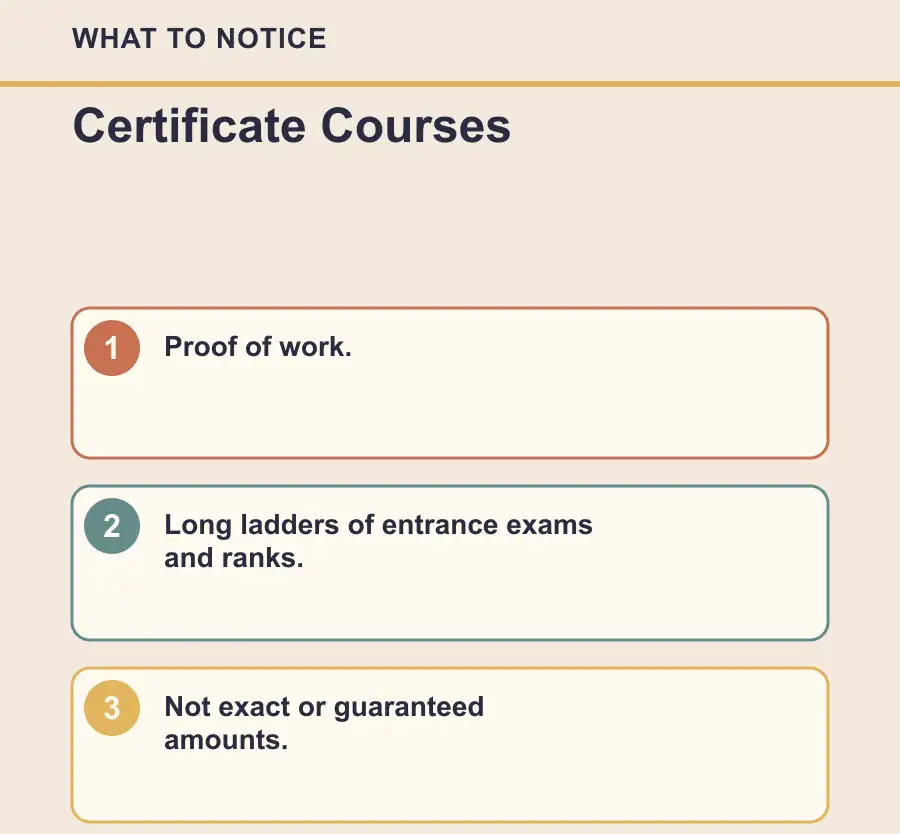 WHAT TO NOTICE
Certificate Courses
1
Proof of work.
2
Long ladders of entrance exams
and ranks.
3
Not exact or guaranteed
amounts.